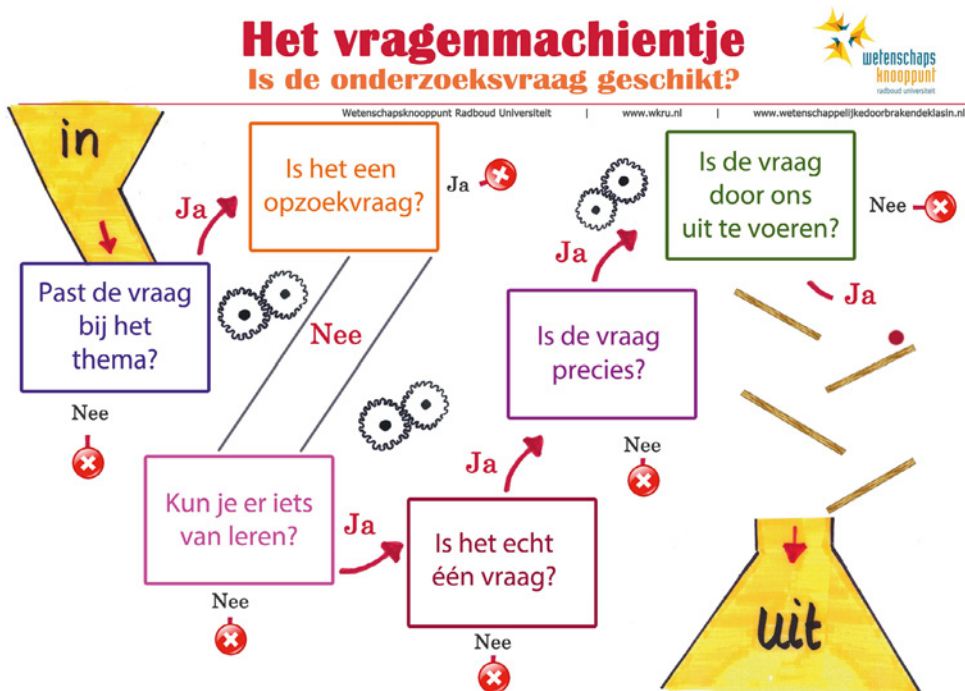 Het vragenmachientje
Is de onderzoeksvraag geschikt?
wetenschaps
knooppunt
radboud universiteit
Wetenschapsknooppunt Radboud Universiteit | www.wkru.nl | www.wetenschappelijkedoorbrakendeklasin.nl
in
Past de vraag
bij het
thema?
Nee
Ja
Is het een
opzoekvraag?
Ja
Nee
Kun je er iets
van leren?
Nee
Ja
Is het echt
één vraag?
Nee
Ja
Is de vraag
precies?
Nee
Ja
Is de vraag
door ons
uit te voeren?
Nee
Ja
uit